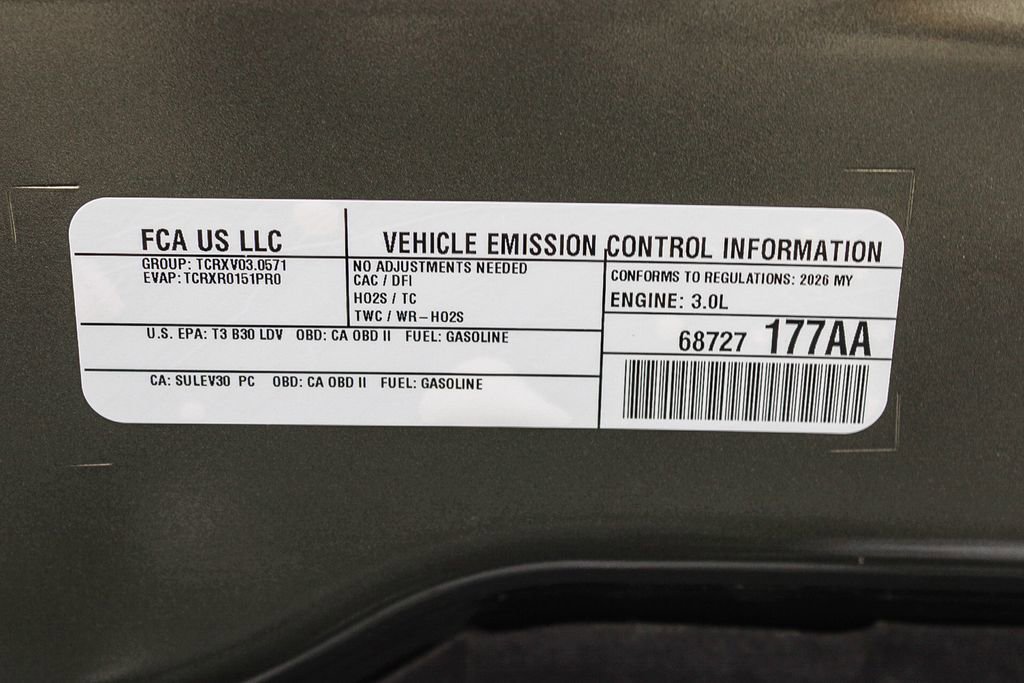 FCA US LLC
VEHICLE EMISSION CONTROL INFORMATION
GROUP: TCRXV03.0571
EVAP: TCRXR0151PR0
NO ADJUSTMENTS NEEDED
CAC / DFI
HO2S / TC
TWC / WR-HO2S
CONFORMS TO REGULATIONS: 2026 MY
ENGINE: 3.0L
68727 177AA
U.S. EPA: T3 B30 LDV OBD: CA OBD II FUEL: GASOLINE
CA: SULEV30 PC OBD: CA OBD II FUEL: GASOLINE